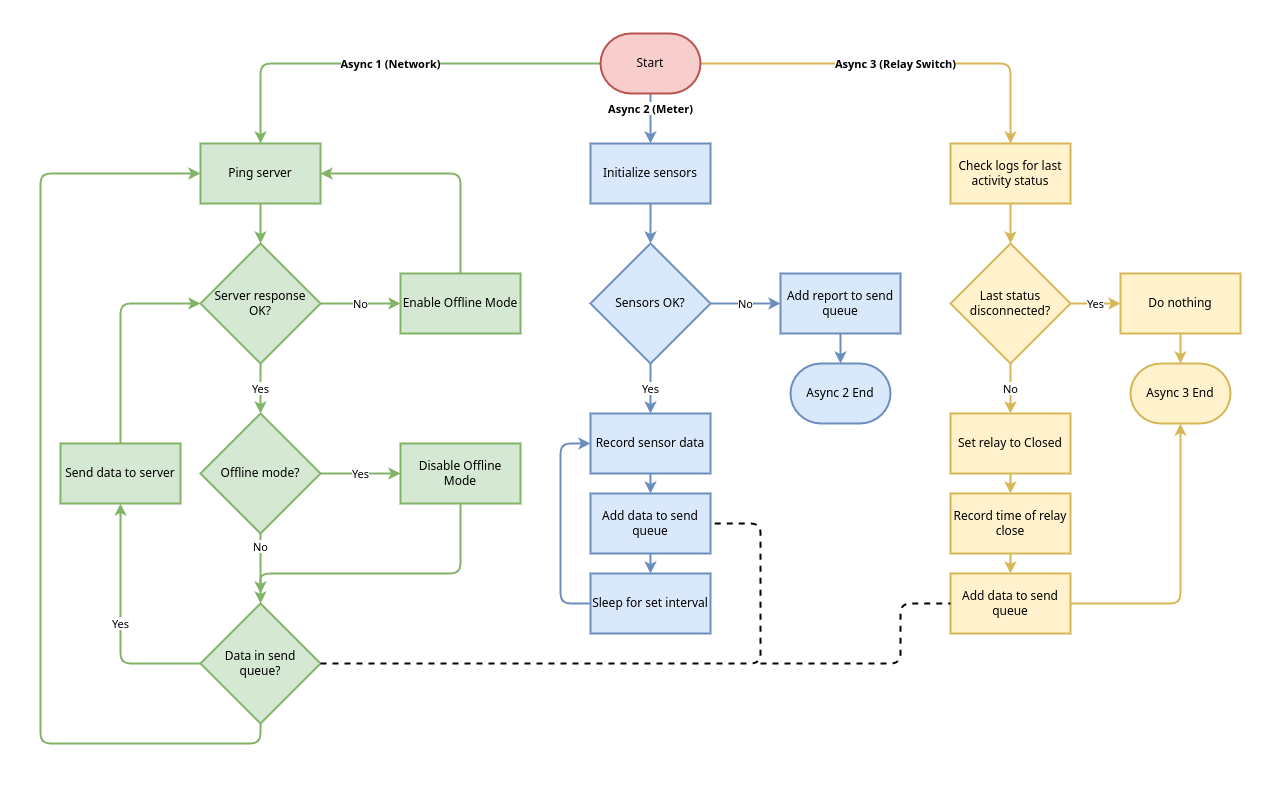 Start
Async 1 (Network)
Async 3 (Relay Switch)
Async 2 (Meter)
Ping server
Initialize sensors
Check logs for last
activity status
Server response
OK?
No
Enable Offline Mode
Sensors OK?
No
Add report to send
queue
Last status
disconnected?
Yes
Do nothing
Yes
Yes
No
Async 2 End
Async 3 End
Send data to server
Offline mode?
Yes
Disable Offline
Mode
Record sensor data
Set relay to Closed
No
Add data to send
queue
Record time of relay
close
Sleep for set interval
Add data to send
queue
Yes
Data in send
queue?